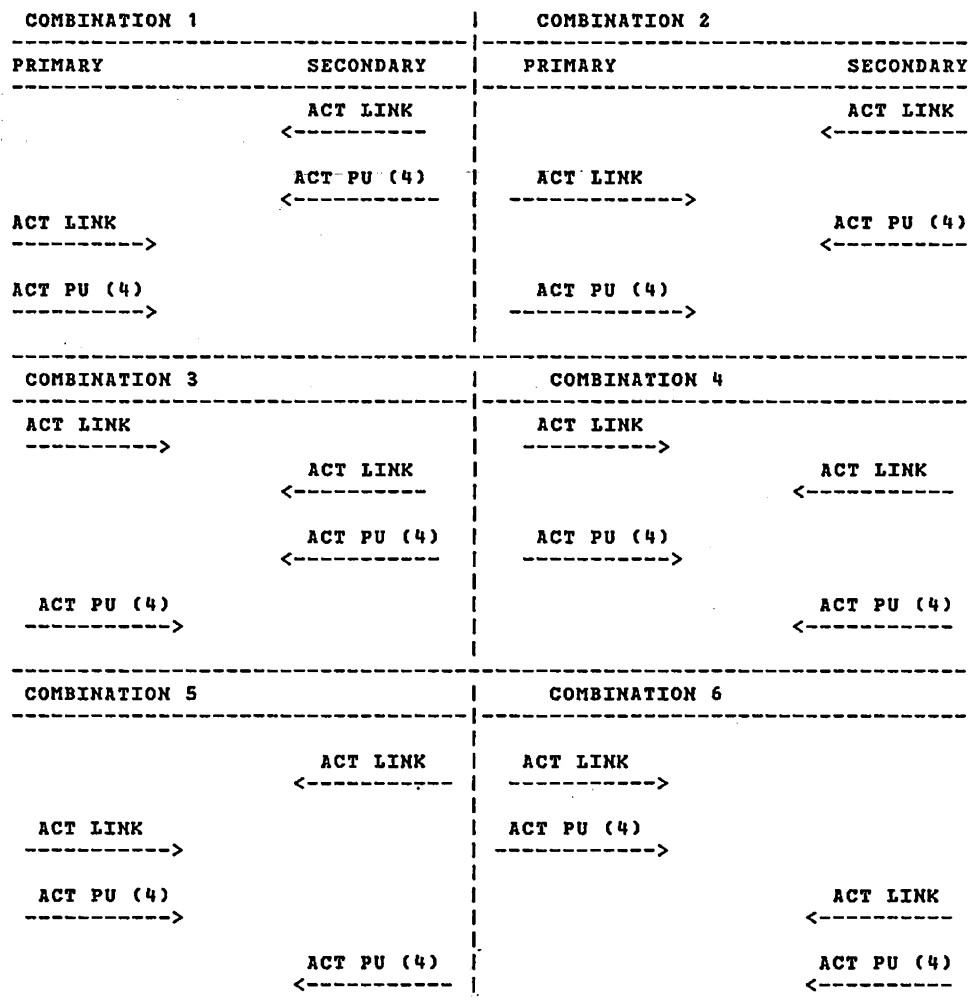 COMBINATION 1 | COMBINATION 2
PRIMARY SECONDARY | PRIMARY SECONDARY
ACT LINK | ACT LINK
<---------- | <----------
ACT PU (4) | ACT LINK
<----------- | ------------->
ACT LINK | ACT PU (4)
----------> | <-----------
ACT PU (4) | ACT PU (4)
----------> | ------------->
COMBINATION 3 | COMBINATION 4
ACT LINK | ACT LINK
----------> | ---------->
ACT LINK | ACT LINK
<---------- | <-----------
ACT PU (4) | ACT PU (4)
<----------- | ----------->
ACT PU (4) | ACT PU (4)
-----------> | <-----------
COMBINATION 5 | COMBINATION 6
ACT LINK | ACT LINK
<----------- | ----------->
ACT LINK | ACT PU (4)
-----------> | ------------>
ACT PU (4) | ACT LINK
-----------> | <----------
ACT PU (4) | ACT PU (4)
<----------- | <-----------